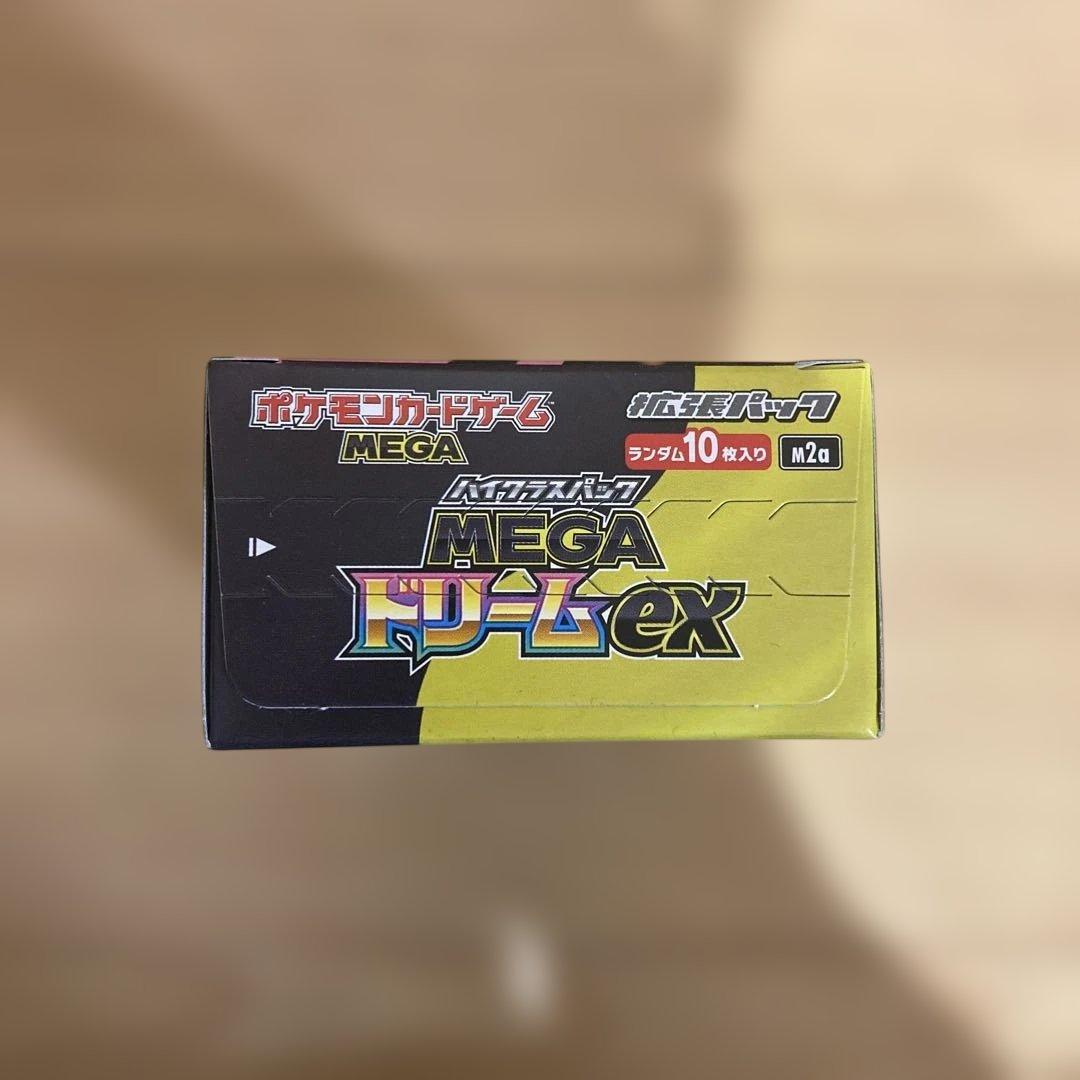 ポケモンカードゲーム
MEGA
拡張パック
ランダム10枚入り
M2a
ハイクラスパック
MEGA
ドリームex